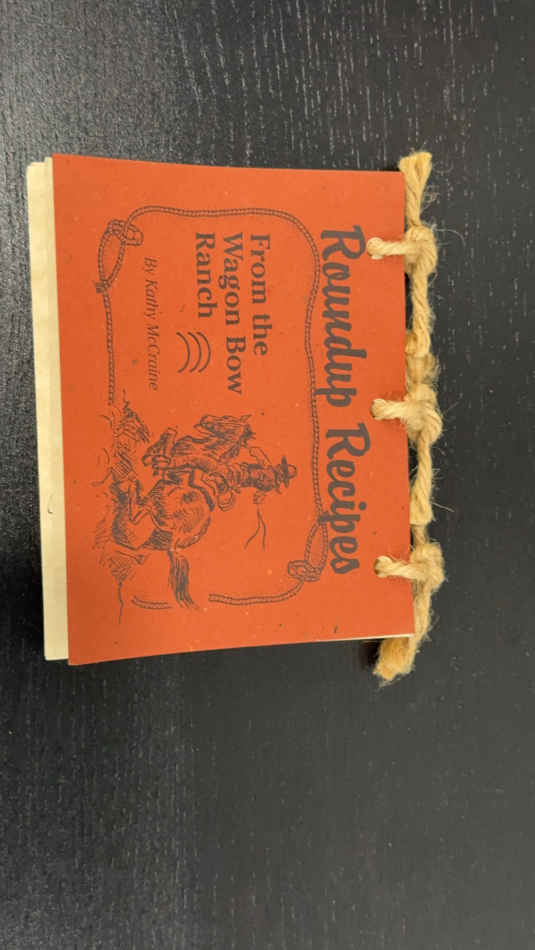 Roundup Recipes
From the
Wagon Bow
Ranch
By Kathy McCraine